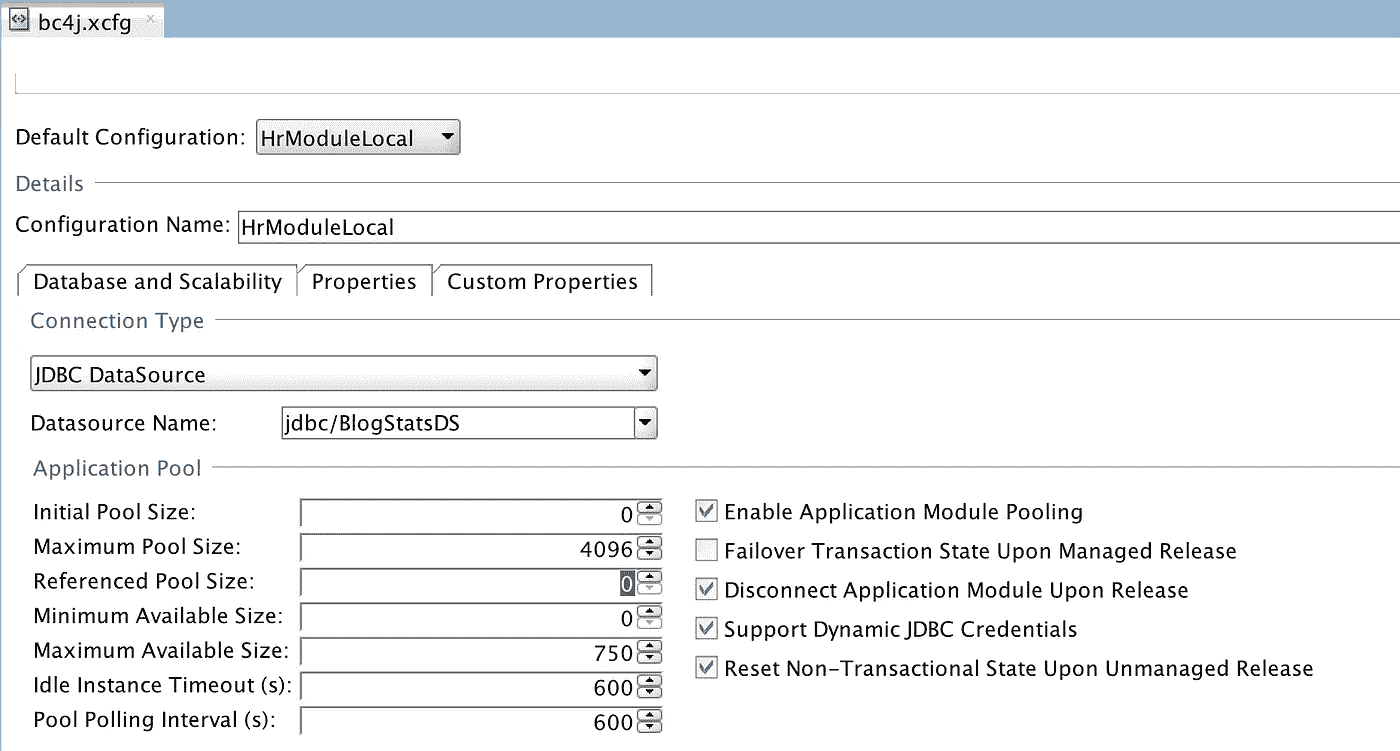 bc4j.xcfg
Default Configuration: HrModuleLocal
Details
Configuration Name: HrModuleLocal
Database and Scalability Properties Custom Properties
Connection Type
JDBC DataSource
Datasource Name: jdbc/BlogStatsDS
Application Pool
Initial Pool Size: 0 Enable Application Module Pooling
Maximum Pool Size: 4096 Failover Transaction State Upon Managed Release
Referenced Pool Size: 0 Disconnect Application Module Upon Release
Minimum Available Size: 0 Support Dynamic JDBC Credentials
Maximum Available Size: 750 Reset Non-Transactional State Upon Unmanaged Release
Idle Instance Timeout (s): 600
Pool Polling Interval (s): 600